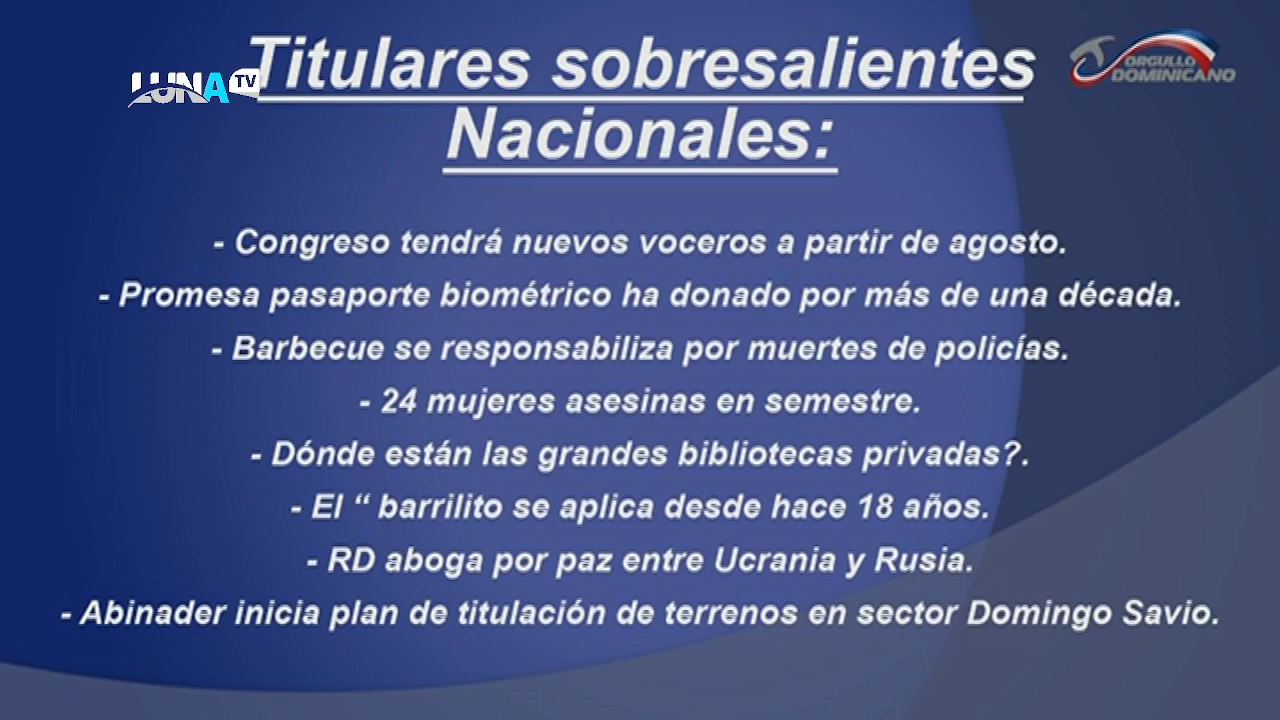 Titulares sobresalientes
LUNA TV
ORGULLO
DOMINICANO
Nacionales:
- Congreso tendrá nuevos voceros a partir de agosto.
- Promesa pasaporte biométrico ha donado por más de una década.
- Barbecue se responsabiliza por muertes de policías.
- 24 mujeres asesinas en semestre.
- Dónde están las grandes bibliotecas privadas?.
- El “ barrilito se aplica desde hace 18 años.
- RD aboga por paz entre Ucrania y Rusia.
- Abinader inicia plan de titulación de terrenos en sector Domingo Savio.